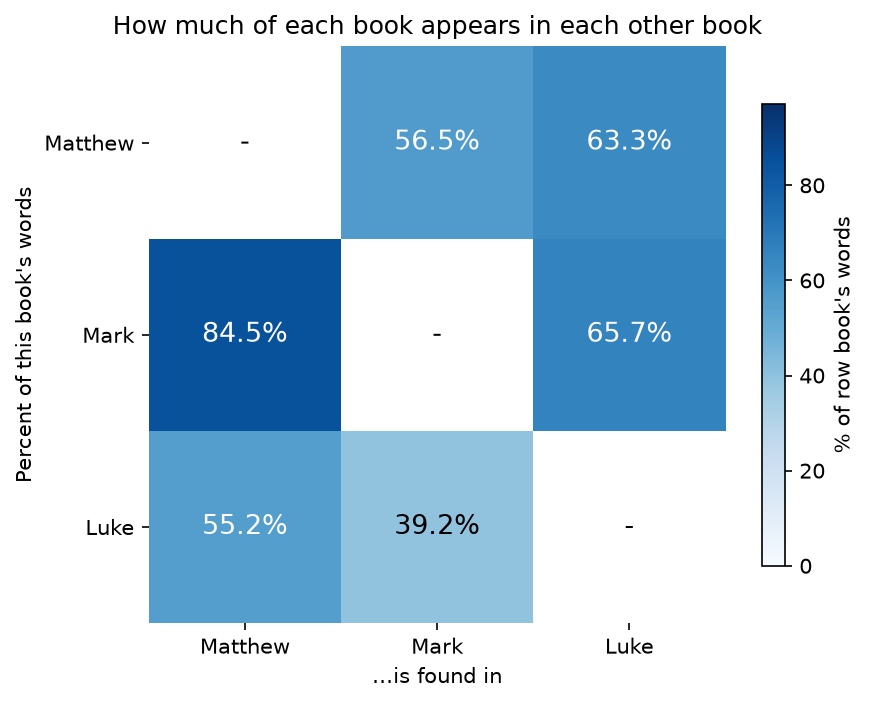 How much of each book appears in each other book
Percent of this book's words
Matthew
-
56.5%
63.3%
Mark
84.5%
-
65.7%
Luke
55.2%
39.2%
-
Matthew
Mark
Luke
...is found in
80
60
40
20
0
% of row book's words